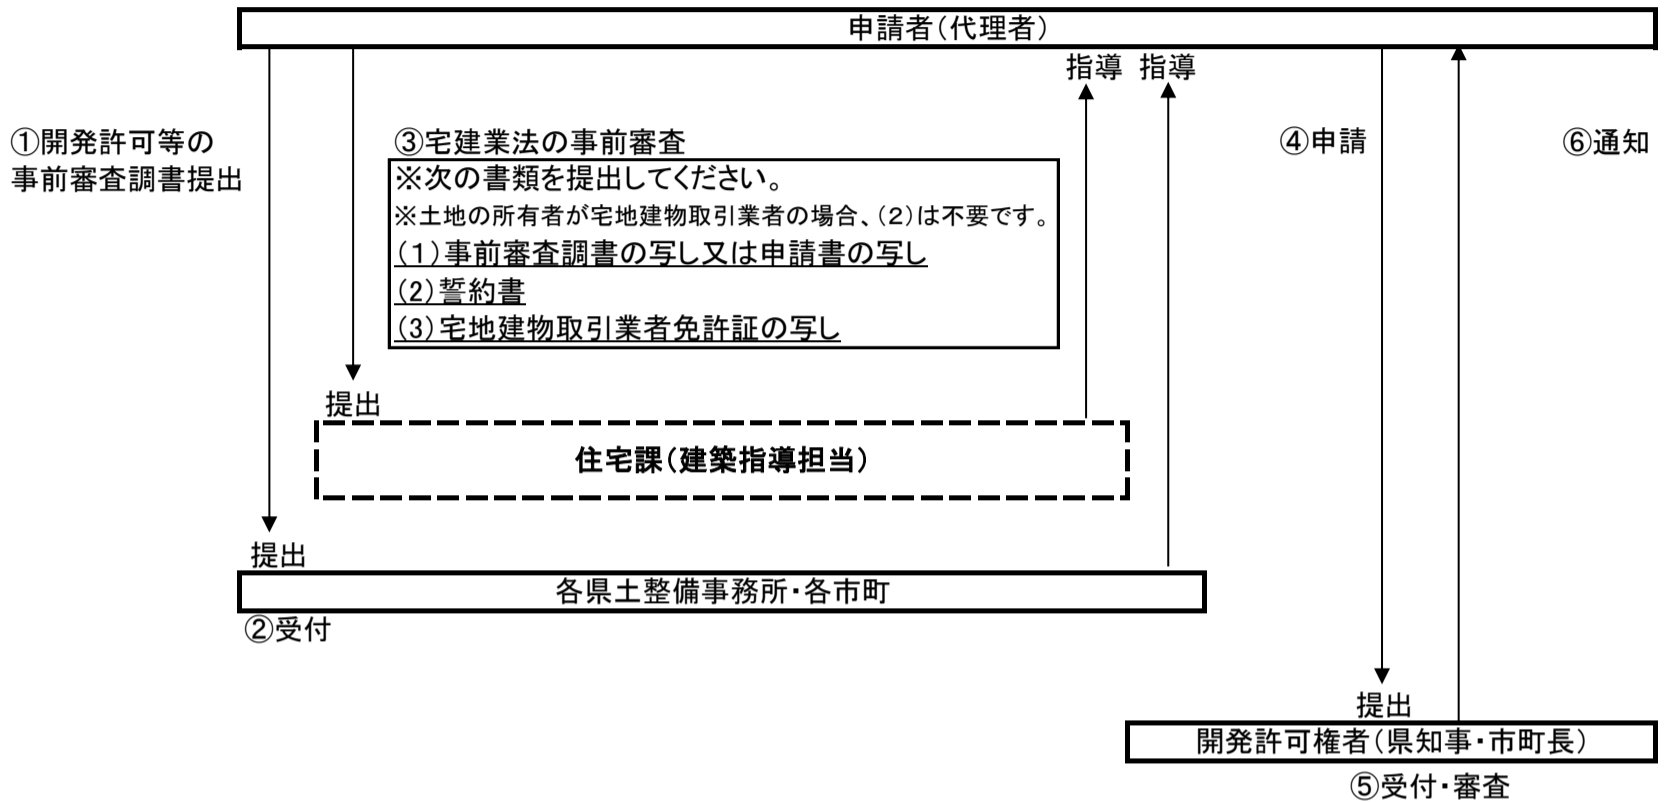 申請者(代理者)
指導 指導
①開発許可等の
事前審査調書提出
③宅建業法の事前審査
※次の書類を提出してください。
※土地の所有者が宅地建物取引業者の場合、(2)は不要です。
(1)事前審査調書の写し又は申請書の写し
(2)誓約書
(3)宅地建物取引業者免許証の写し
④申請
⑥通知
提出
住宅課(建築指導担当)
提出
各県土整備事務所・各市町
②受付
提出
開発許可権者(県知事・市町長)
⑤受付・審査